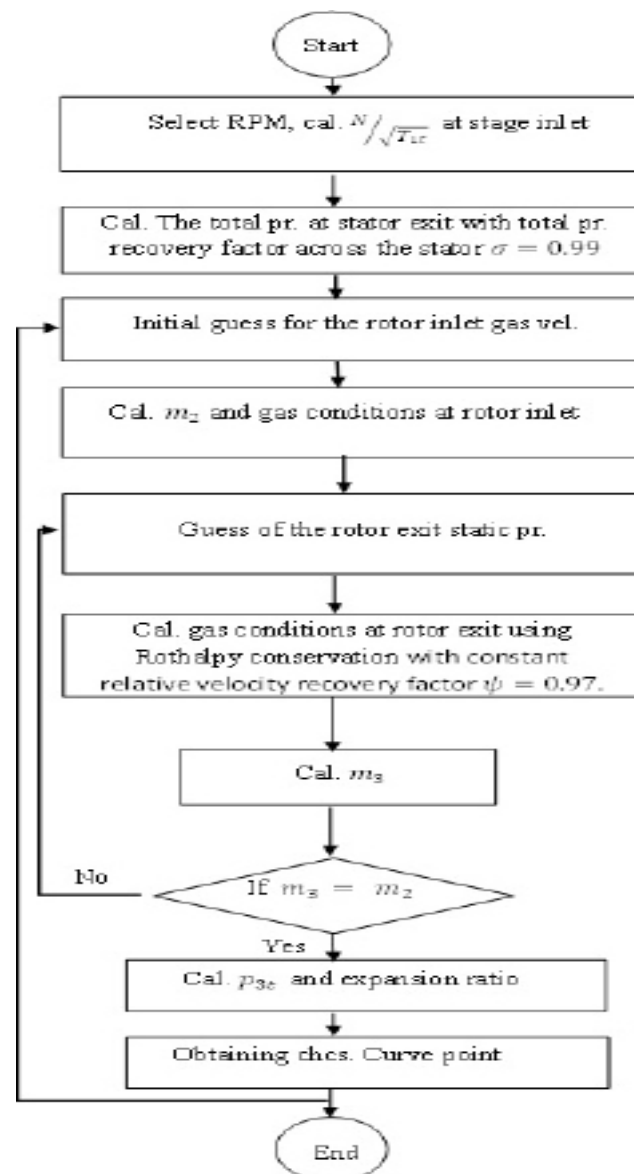 Start
Select RPM, cal. N/√T₁ₜ at stage inlet
Cal. The total pr. at stator exit with total pr.
recovery factor across the stator σ = 0.99
Initial guess for the rotor inlet gas vel.
Cal. m₂ and gas conditions at rotor inlet
Guess of the rotor exit static pr.
Cal. gas conditions at rotor exit using
Rothalpy conservation with constant
relative velocity recovery factor ψ = 0.97.
Cal. m₃
No
If m₃ = m₂
Yes
Cal. p₃ₜ and expansion ratio
Obtaining chcs. Curve point
End